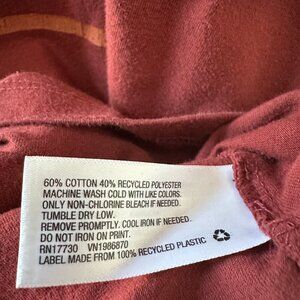 60% COTTON 40% RECYCLED POLYESTER
MACHINE WASH COLD WITH LIKE COLORS.
ONLY NON-CHLORINE BLEACH IF NEEDED.
TUMBLE DRY LOW.
REMOVE PROMPTLY. COOL IRON IF NEEDED.
DO NOT IRON ON PRINT.
RN17730 VN1986870
LABEL MADE FROM 100% RECYCLED PLASTIC